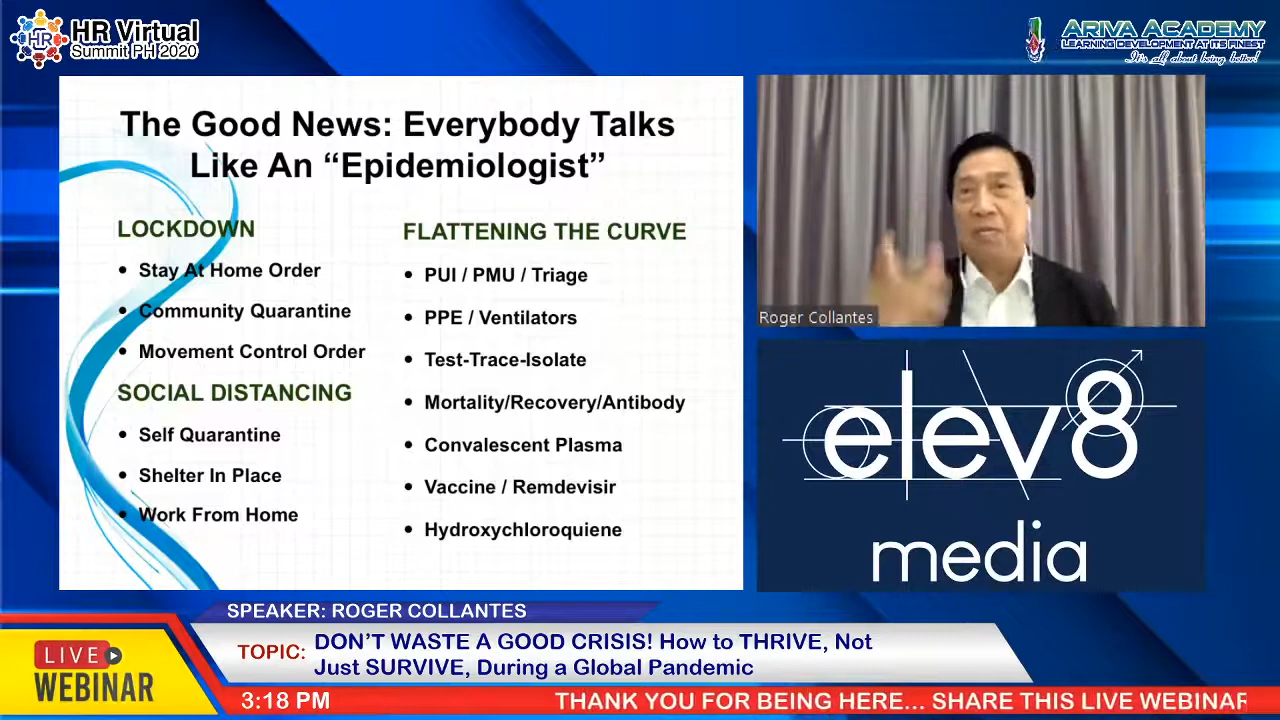 HR Virtual
Summit PH 2020
HR
ARIVA ACADEMY
LEARNING DEVELOPMENT AT ITS FINEST
It's all about being better!
The Good News: Everybody Talks
Like An “Epidemiologist”
LOCKDOWN
• Stay At Home Order
• Community Quarantine
• Movement Control Order
SOCIAL DISTANCING
• Self Quarantine
• Shelter In Place
• Work From Home
FLATTENING THE CURVE
• PUI / PMU / Triage
• PPE / Ventilators
• Test-Trace-Isolate
• Mortality/Recovery/Antibody
• Convalescent Plasma
• Vaccine / Remdevisir
• Hydroxychloroquiene
Roger Collantes
elev8
media
SPEAKER: ROGER COLLANTES
TOPIC: DON’T WASTE A GOOD CRISIS! How to THRIVE, Not
Just SURVIVE, During a Global Pandemic
LIVE
WEBINAR
3:18 PM
THANK YOU FOR BEING HERE... SHARE THIS LIVE WEBINAR